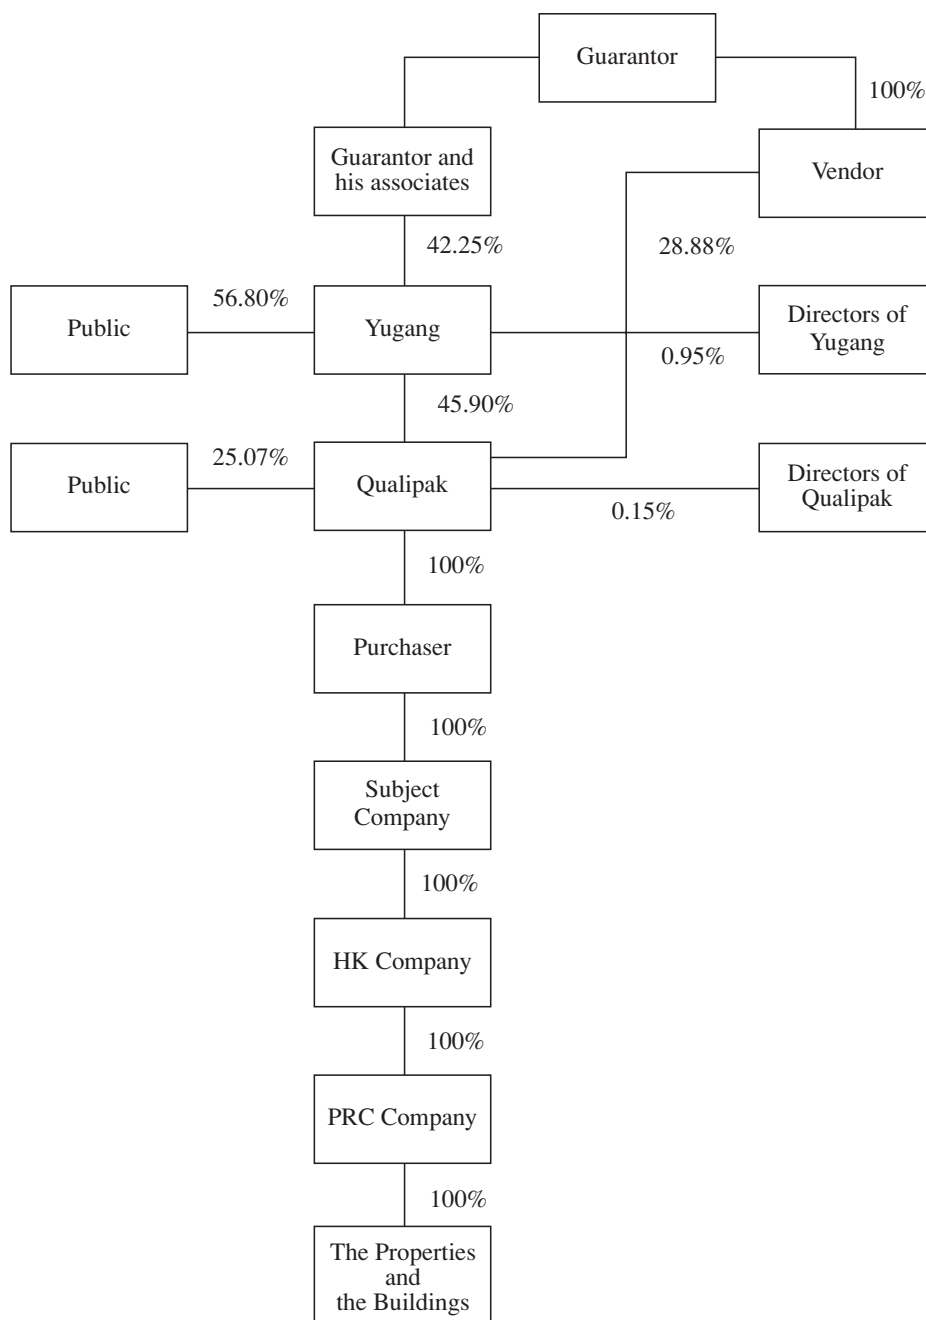 Guarantor
100%
Guarantor and
his associates
Vendor
42.25%
28.88%
Public
56.80%
Yugang
Directors of
Yugang
0.95%
45.90%
Public
25.07%
Qualipak
Directors of
Qualipak
0.15%
100%
Purchaser
100%
Subject
Company
100%
HK Company
100%
PRC Company
100%
The Properties
and
the Buildings